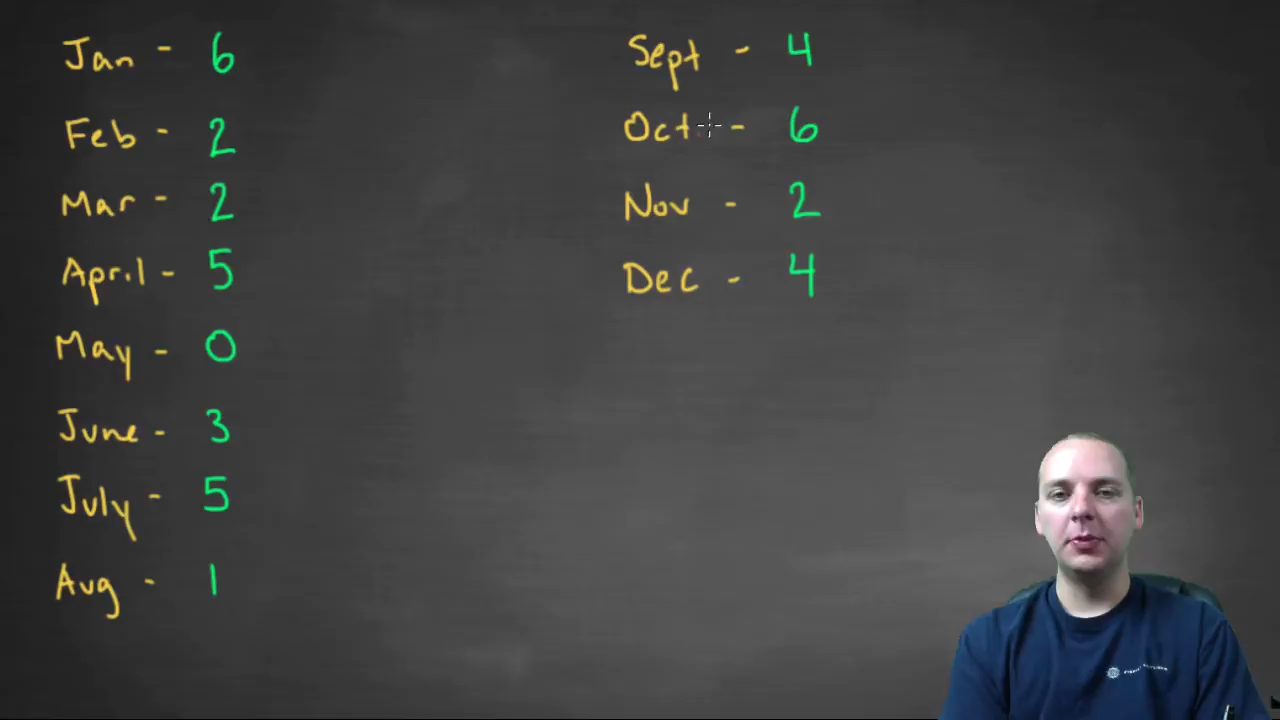 Jan - 6
Feb - 2
Mar - 2
April - 5
May - 0
June - 3
July - 5
Aug - 1
Sept - 4
Oct - 6
Nov - 2
Dec - 4